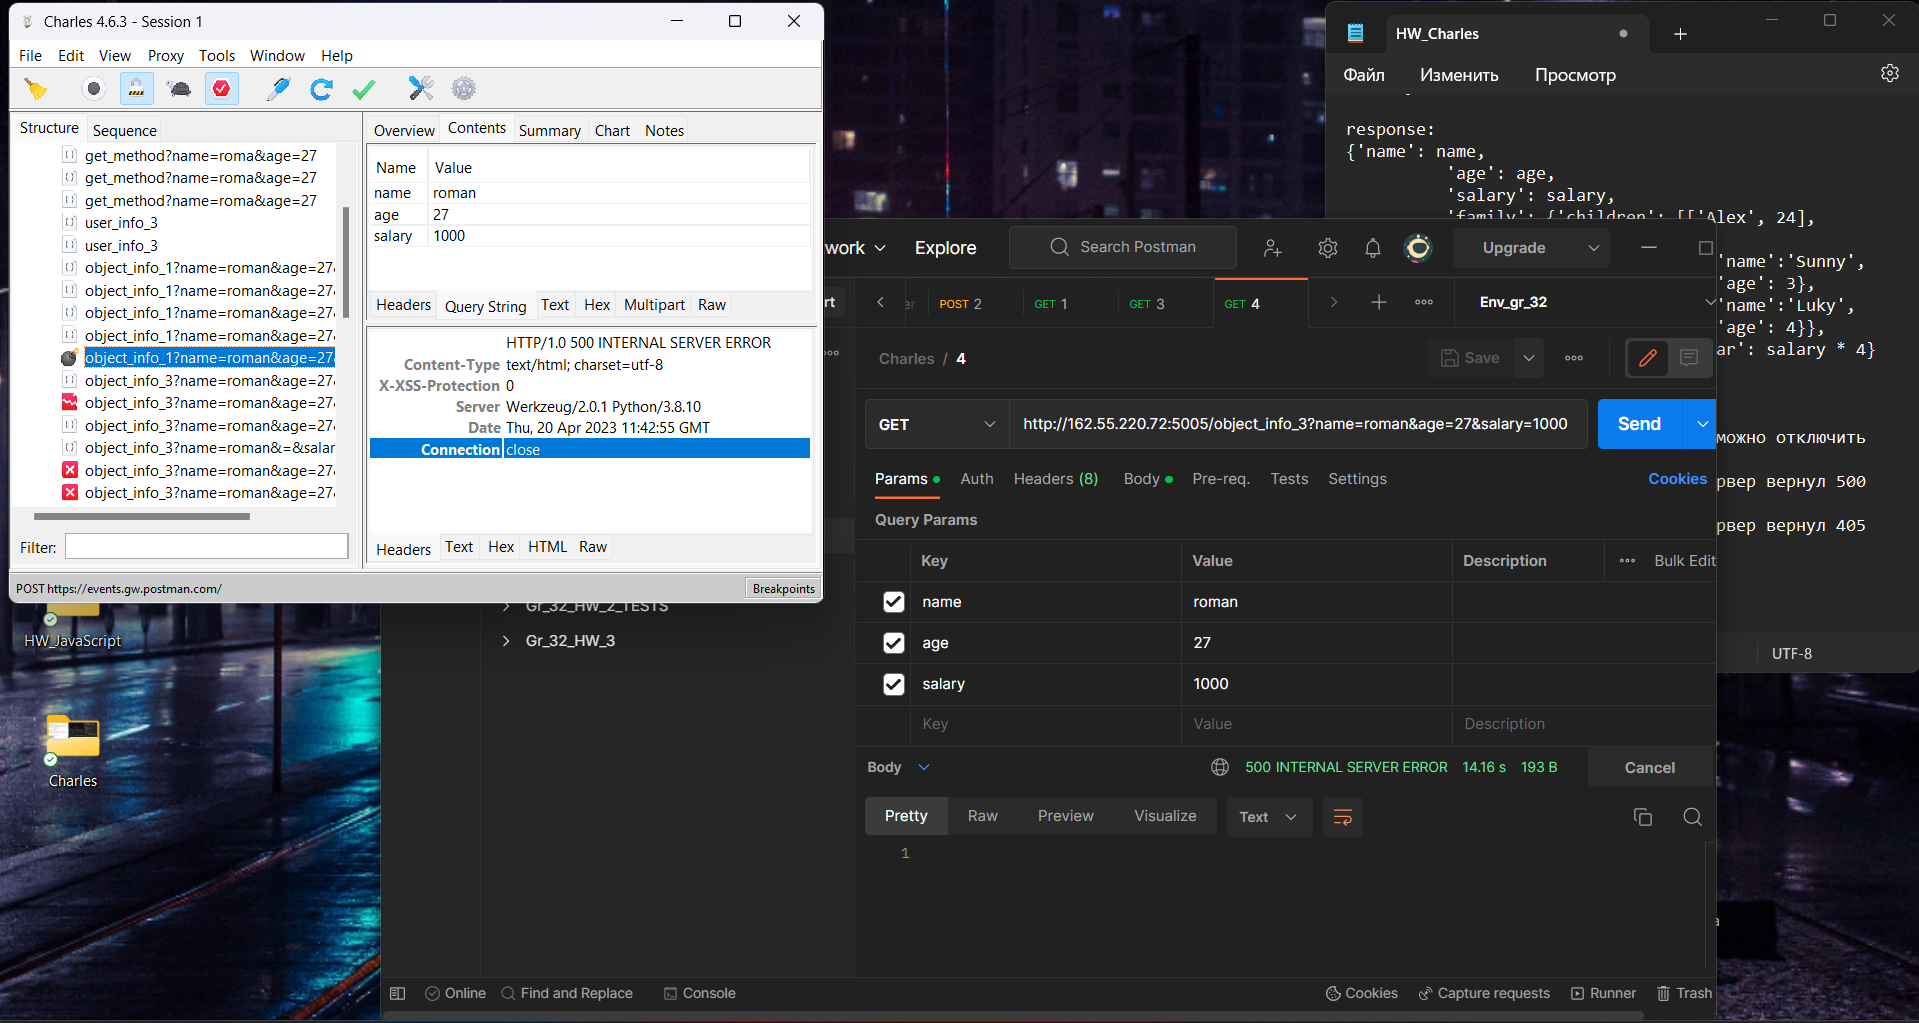 Charles 4.6.3 - Session 1
File Edit View Proxy Tools Window Help
Structure Sequence
get_method?name=roma&age=27
get_method?name=roma&age=27
get_method?name=roma&age=27
user_info_3
user_info_3
object_info_1?name=roman&age=27&
object_info_1?name=roman&age=27&
object_info_1?name=roman&age=27&
object_info_1?name=roman&age=27&
object_info_1?name=roman&age=27&
object_info_3?name=roman&age=27&
object_info_3?name=roman&age=27&
object_info_3?name=roman&age=27&
object_info_3?name=roman&=&salar
object_info_3?name=roman&age=27&
object_info_3?name=roman&age=27&
Filter:
Overview Contents Summary Chart Notes
Name Value
name roman
age 27
salary 1000
Headers Query String Text Hex Multipart Raw
HTTP/1.0 500 INTERNAL SERVER ERROR
Content-Type text/html; charset=utf-8
X-XSS-Protection 0
Server Werkzeug/2.0.1 Python/3.8.10
Date Thu, 20 Apr 2023 11:42:55 GMT
Connection close
Headers Text Hex HTML Raw
POST https://events.gw.postman.com/
Breakpoints
HW_Charles
Файл Изменить Просмотр
response:
{'name': name,
'age': age,
'salary': salary,
'family': {'children': [['Alex', 24],
'name':'Sunny',
'age': 3},
'name':'Luky',
'age': 4}},
ar': salary * 4}
можно отключить
рвер вернул 500
рвер вернул 405
UTF-8
work Explore Search Postman Upgrade
rt
POST 2 GET 1 GET 3 GET 4 Env_gr_32
Charles / 4 Save
GET http://162.55.220.72:5005/object_info_3?name=roman&age=27&salary=1000 Send
Params Auth Headers (8) Body Pre-req. Tests Settings Cookies
Query Params
Key Value Description Bulk Edit
name roman
age 27
salary 1000
Key Value Description
Body 500 INTERNAL SERVER ERROR 14.16 s 193 B Cancel
Pretty Raw Preview Visualize Text
1
Gr_32_HW_2_TESTS
Gr_32_HW_3
Online Find and Replace Console Cookies Capture requests Runner Trash
HW_JavaScript
Charles